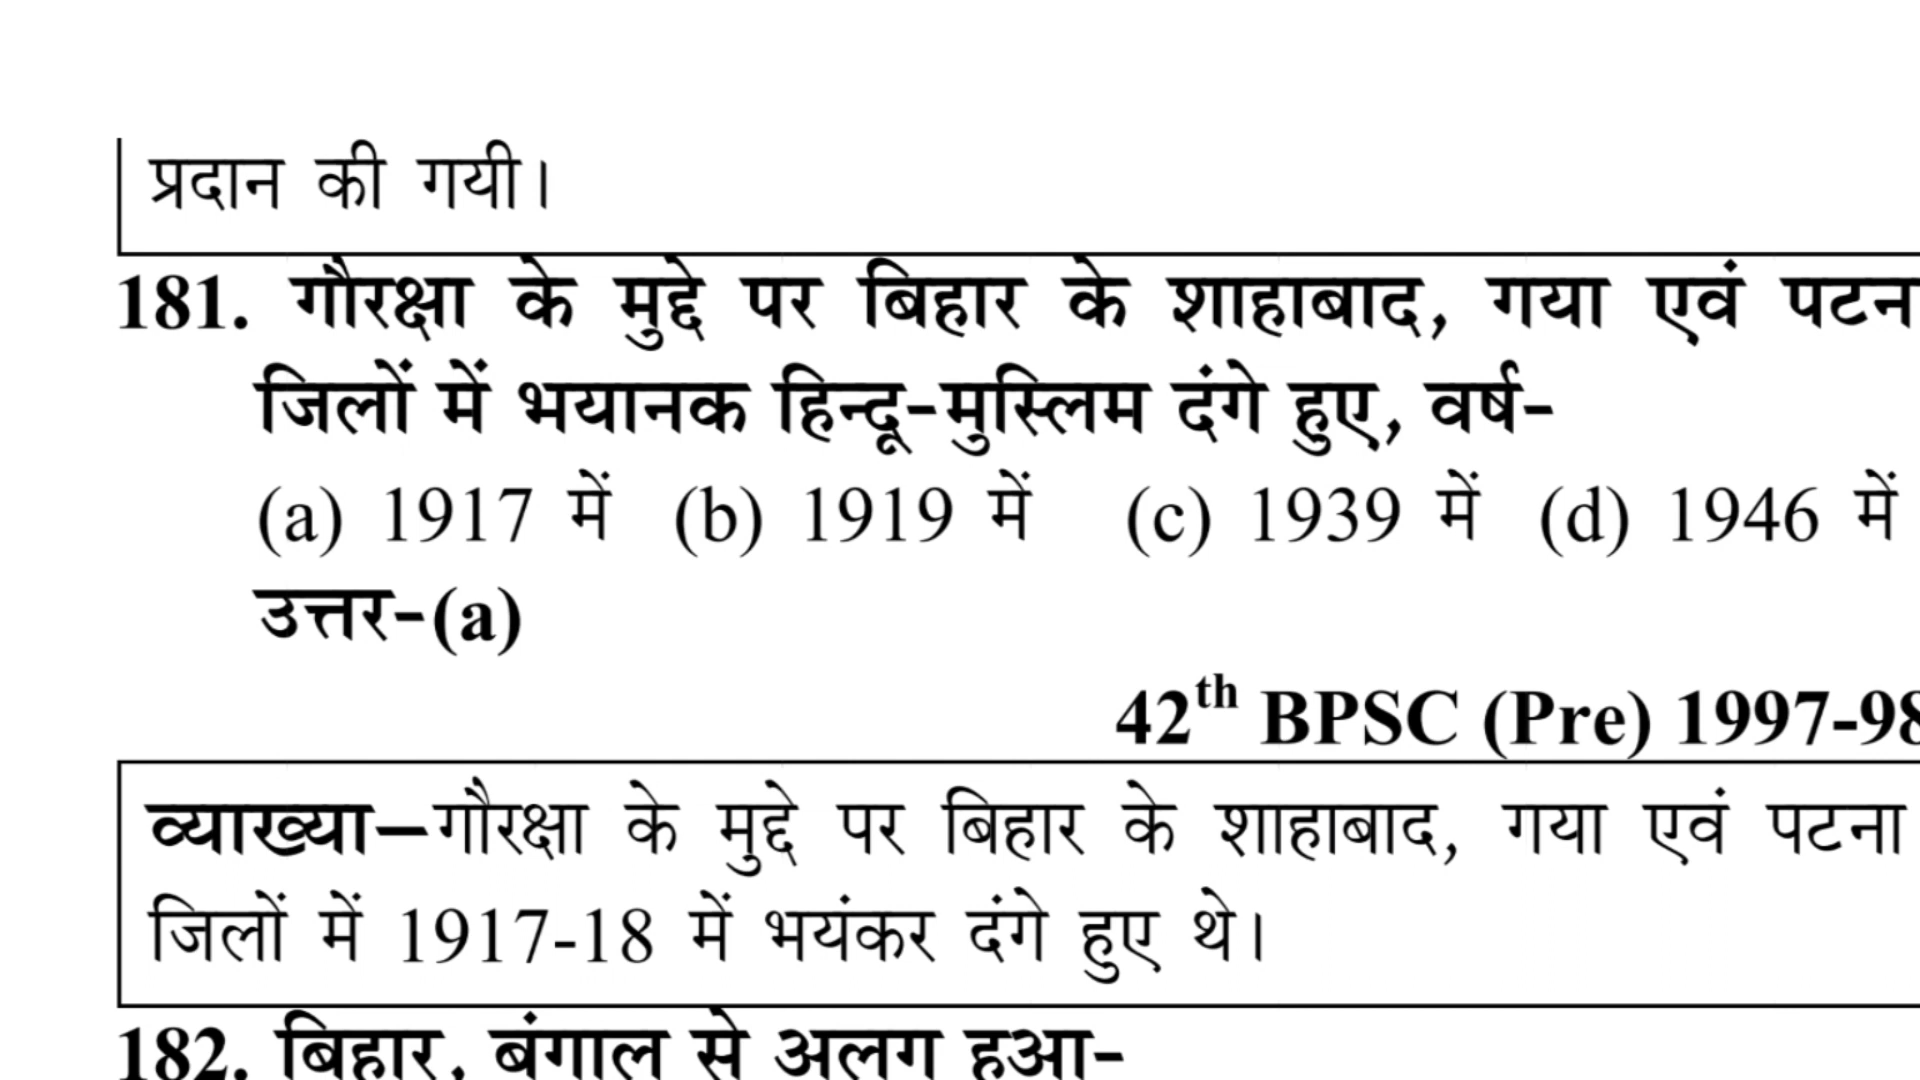 प्रदान की गयी।
181. गौरक्षा के मुद्दे पर बिहार के शाहाबाद, गया एवं पटन
जिलों में भयानक हिन्दू-मुस्लिम दंगे हुए, वर्ष-
(a) 1917 में (b) 1919 में (c) 1939 में (d) 1946 में
उत्तर-(a)
42th BPSC (Pre) 1997-98
व्याख्या–गौरक्षा के मुद्दे पर बिहार के शाहाबाद, गया एवं पटना
जिलों में 1917-18 में भयंकर दंगे हुए थे।
182. बिहार, बंगाल से अलग हुआ-